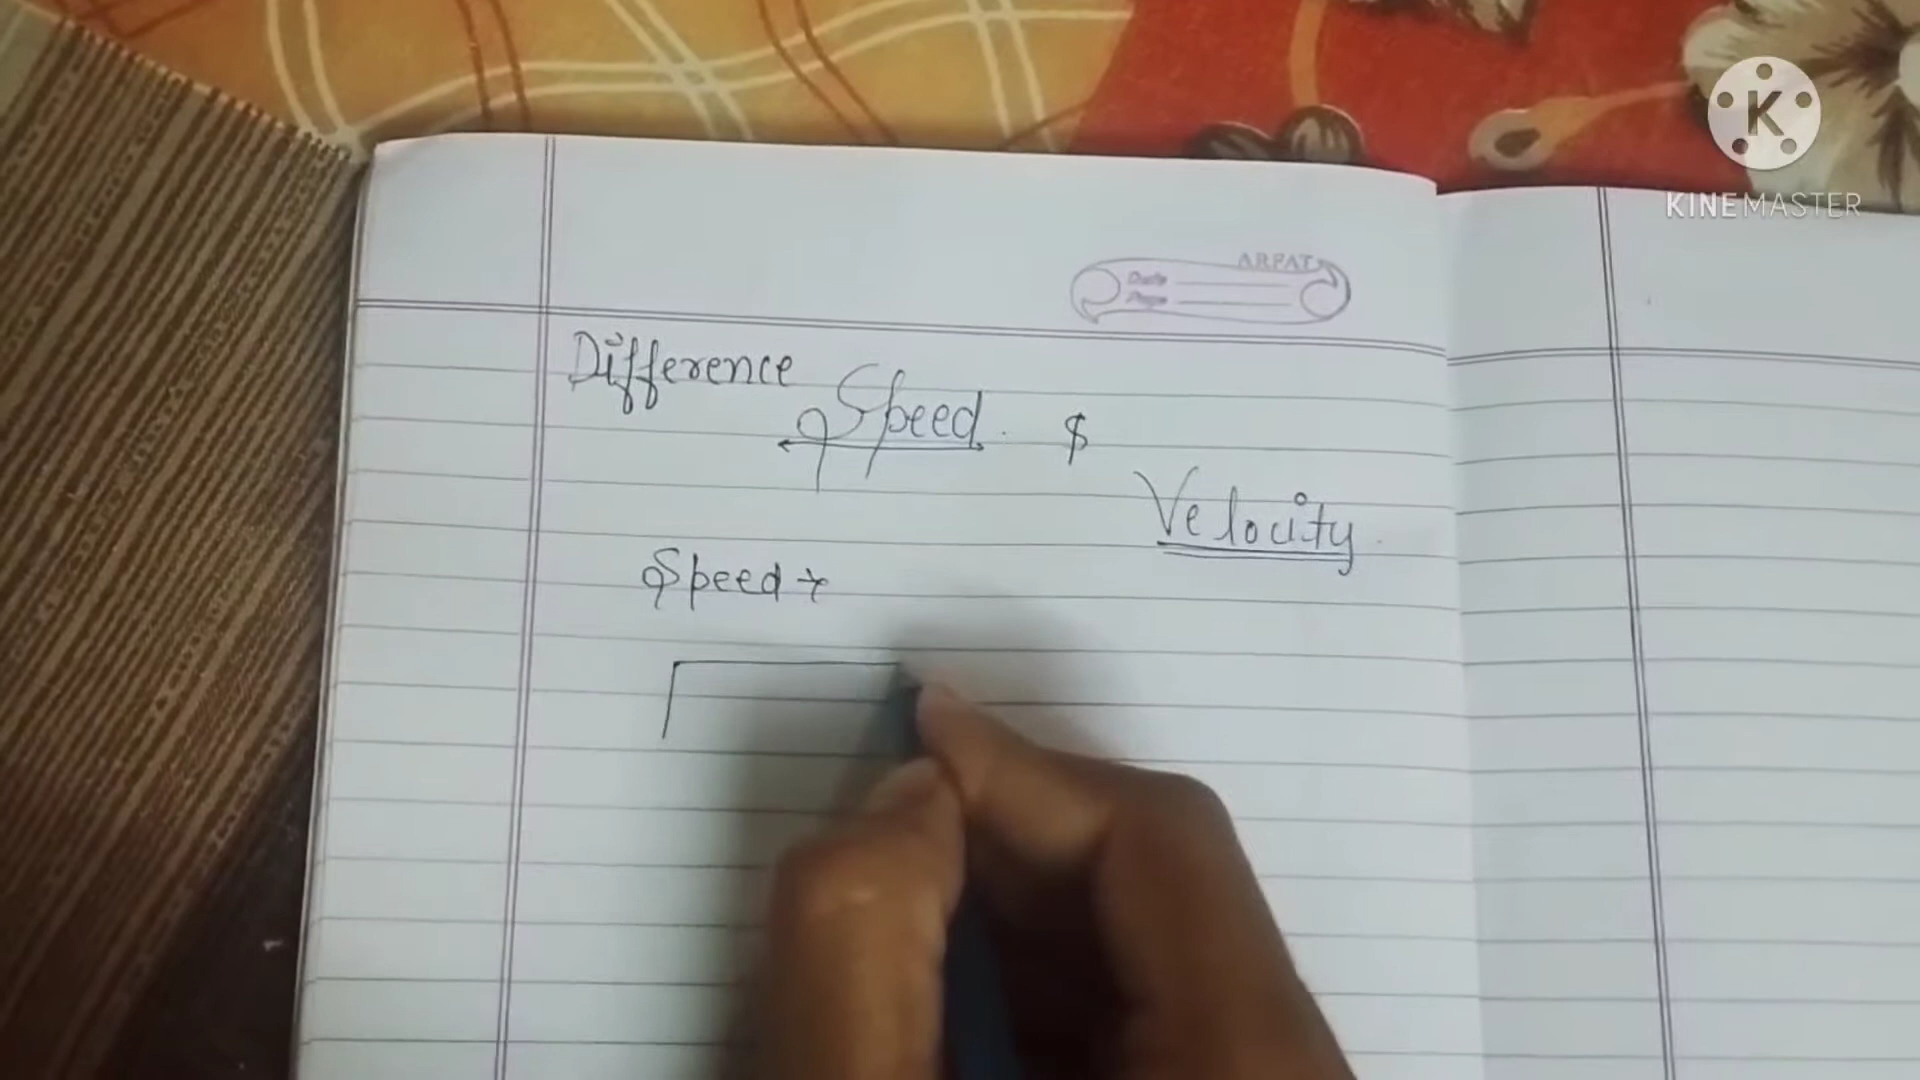 KINEMASTER
ARPAT
Date
Page
Difference
Speed $
Velocity
Speed →